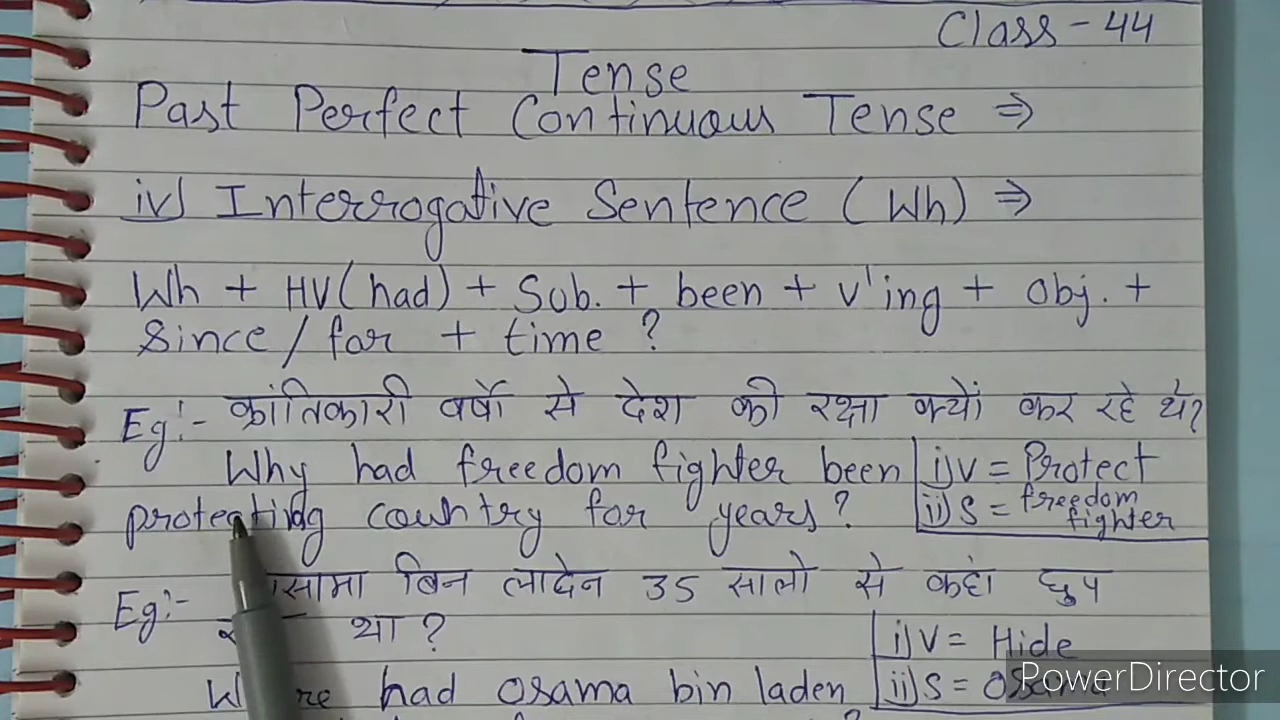 Class - 44
Tense
Past Perfect Continuous Tense ⇒
iv) Interrogative Sentence (Wh) ⇒
Wh + HV(had) + Sub. + been + V'ing + Obj. +
Since/for + time ?
Eg:- क्रांतिकारी वर्षो से देश की रक्षा क्यों कर रहे थे?
Why had freedom fighter been
i) V = Protect
protecting country for years?
ii) S = freedom fighter
Eg:- बिन लादेन 35 सालो से कहां छुप
था ?
i) V = Hide
had Osama bin laden
ii) S = Osama
PowerDirector